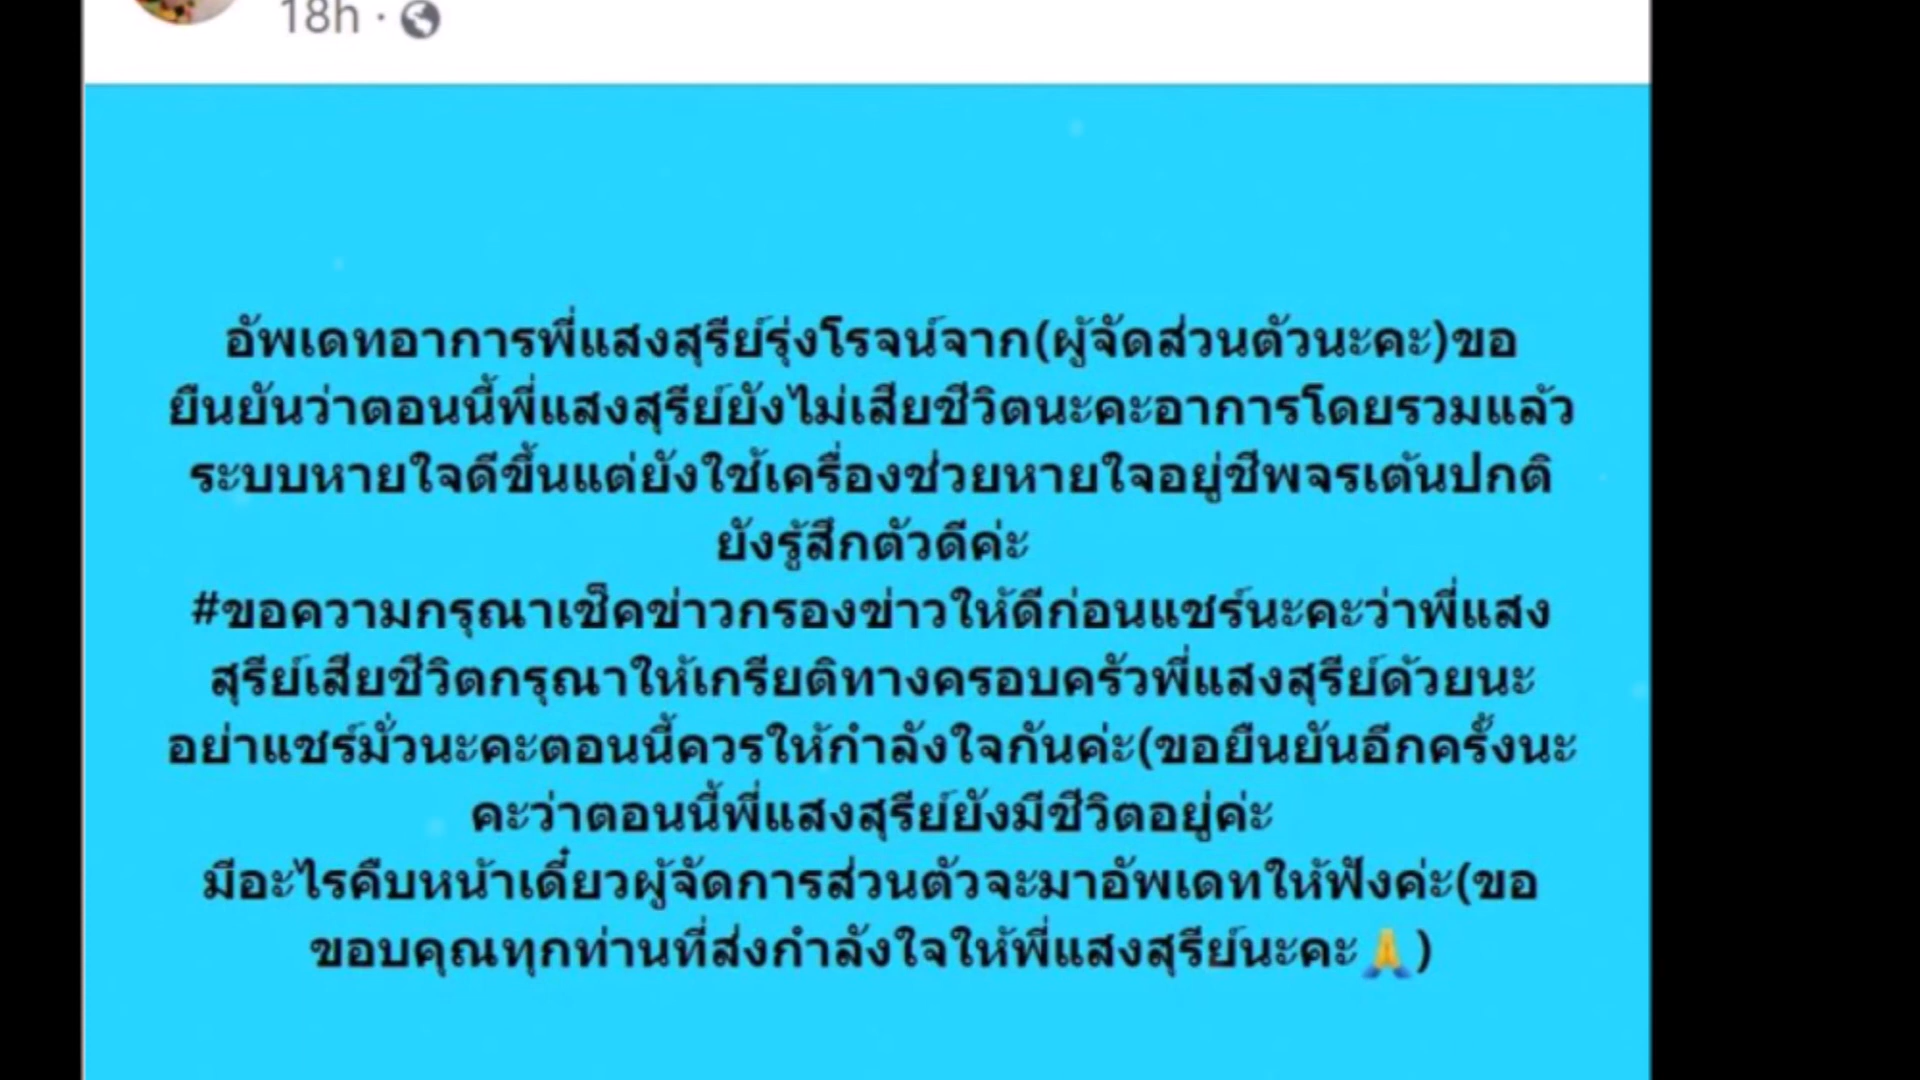 18h ·
อัพเดทอาการพี่แสงสุรีย์รุ่งโรจน์จาก(ผู้จัดส่วนตัวนะคะ)ขอ
ยืนยันว่าตอนนี้พี่แสงสุรีย์ยังไม่เสียชีวิตนะคะอาการโดยรวมแล้ว
ระบบหายใจดีขึ้นแต่ยังใช้เครื่องช่วยหายใจอยู่ชีพจรเต้นปกติ
ยังรู้สึกตัวดีค่ะ
#ขอความกรุณาเช็คข่าวกรองข่าวให้ดีก่อนแชร์นะคะว่าพี่แสง
สุรีย์เสียชีวิตกรุณาให้เกรียติทางครอบครัวพี่แสงสุรีย์ด้วยนะ
อย่าแชร์มั่วนะคะตอนนี้ควรให้กำลังใจกันค่ะ(ขอยืนยันอีกครั้งนะ
คะว่าตอนนี้พี่แสงสุรีย์ยังมีชีวิตอยู่ค่ะ
มีอะไรคืบหน้าเดี๋ยวผู้จัดการส่วนตัวจะมาอัพเดทให้ฟังค่ะ(ขอ
ขอบคุณทุกท่านที่ส่งกำลังใจให้พี่แสงสุรีย์นะคะ🙏)